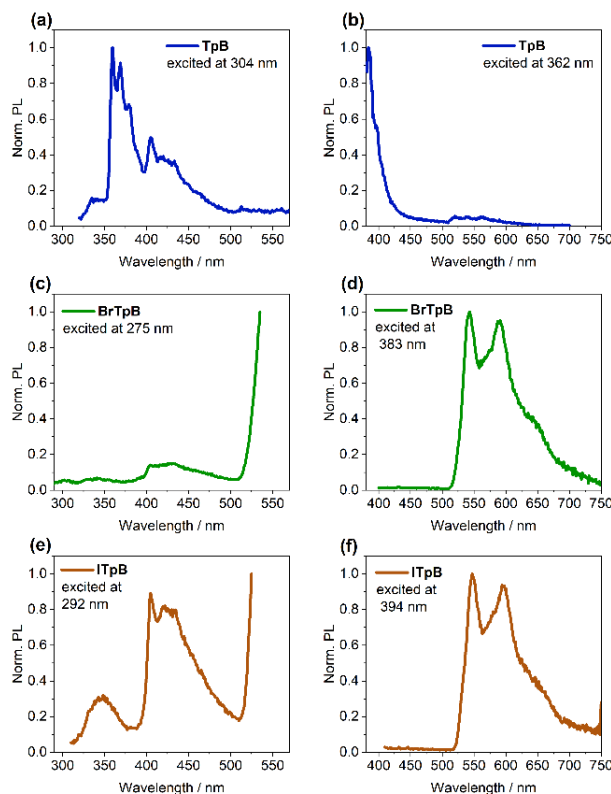 (a)
TpB
excited at 304 nm
Norm. PL
1.0
0.8
0.6
0.4
0.2
0.0
300 350 400 450 500 550
Wavelength / nm
(b)
TpB
excited at 362 nm
Norm. PL
1.0
0.8
0.6
0.4
0.2
0.0
400 450 500 550 600 650 700 750
Wavelength / nm
(c)
BrTpB
excited at 275 nm
Norm. PL
1.0
0.8
0.6
0.4
0.2
0.0
300 350 400 450 500 550
Wavelength / nm
(d)
BrTpB
excited at
383 nm
Norm. PL
1.0
0.8
0.6
0.4
0.2
0.0
400 450 500 550 600 650 700 750
Wavelength / nm
(e)
ITpB
excited at
292 nm
Norm. PL
1.0
0.8
0.6
0.4
0.2
0.0
300 350 400 450 500 550
Wavelength / nm
(f)
ITpB
excited at
394 nm
Norm. PL
1.0
0.8
0.6
0.4
0.2
0.0
400 450 500 550 600 650 700 750
Wavelength / nm